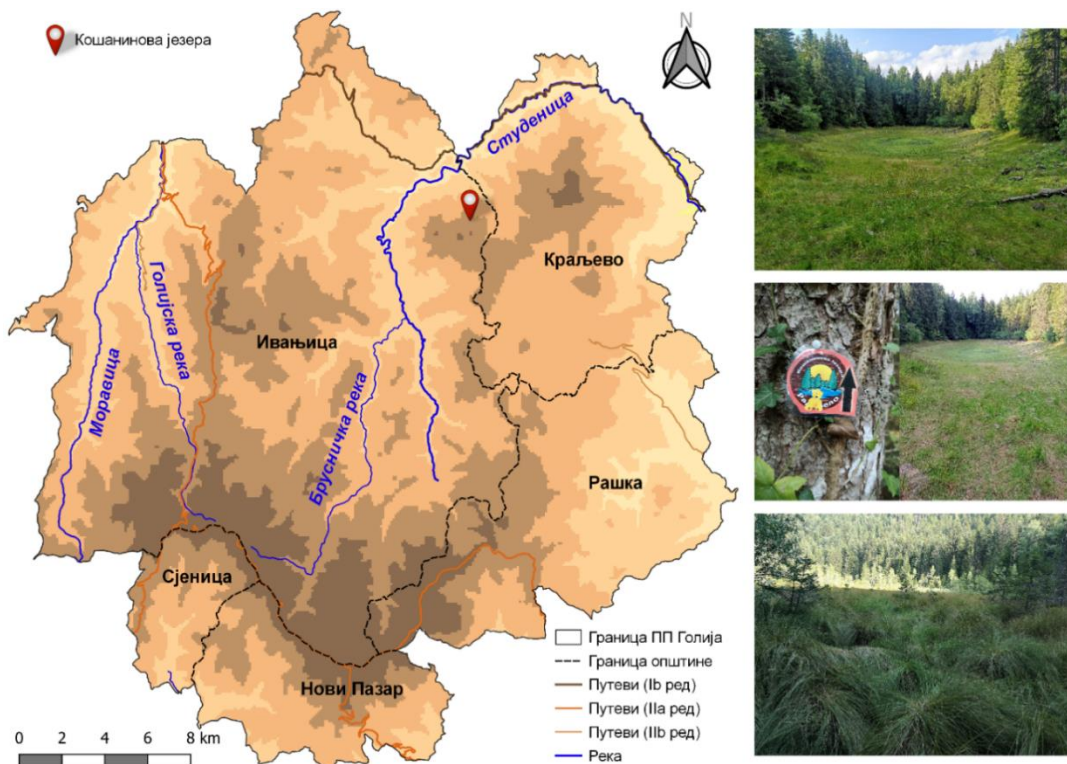 Кошанинова језера
N
Студеница
Краљево
Голијска река
Ивањица
Моравица
Брусничка река
Рашка
Сјеница
Нови Пазар
Граница ПП Голија
Граница општине
Путеви (Ib ред)
Путеви (IIa ред)
Путеви (IIb ред)
Река
0 2 4 6 8 km